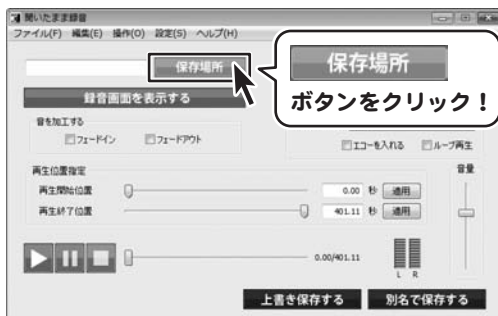 聞いたまま録音
ファイル(F) 編集(E) 操作(O) 設定(S) ヘルプ(H)
保存場所
保存場所
ボタンをクリック！
録音画面を表示する
音を加工する
フェードイン フェードアウト
エコーを入れる ループ再生
再生位置指定
音量
再生開始位置 0.00 秒 適用
再生終了位置 401.11 秒 適用
0.00/401.11
L R
上書き保存する 別名で保存する